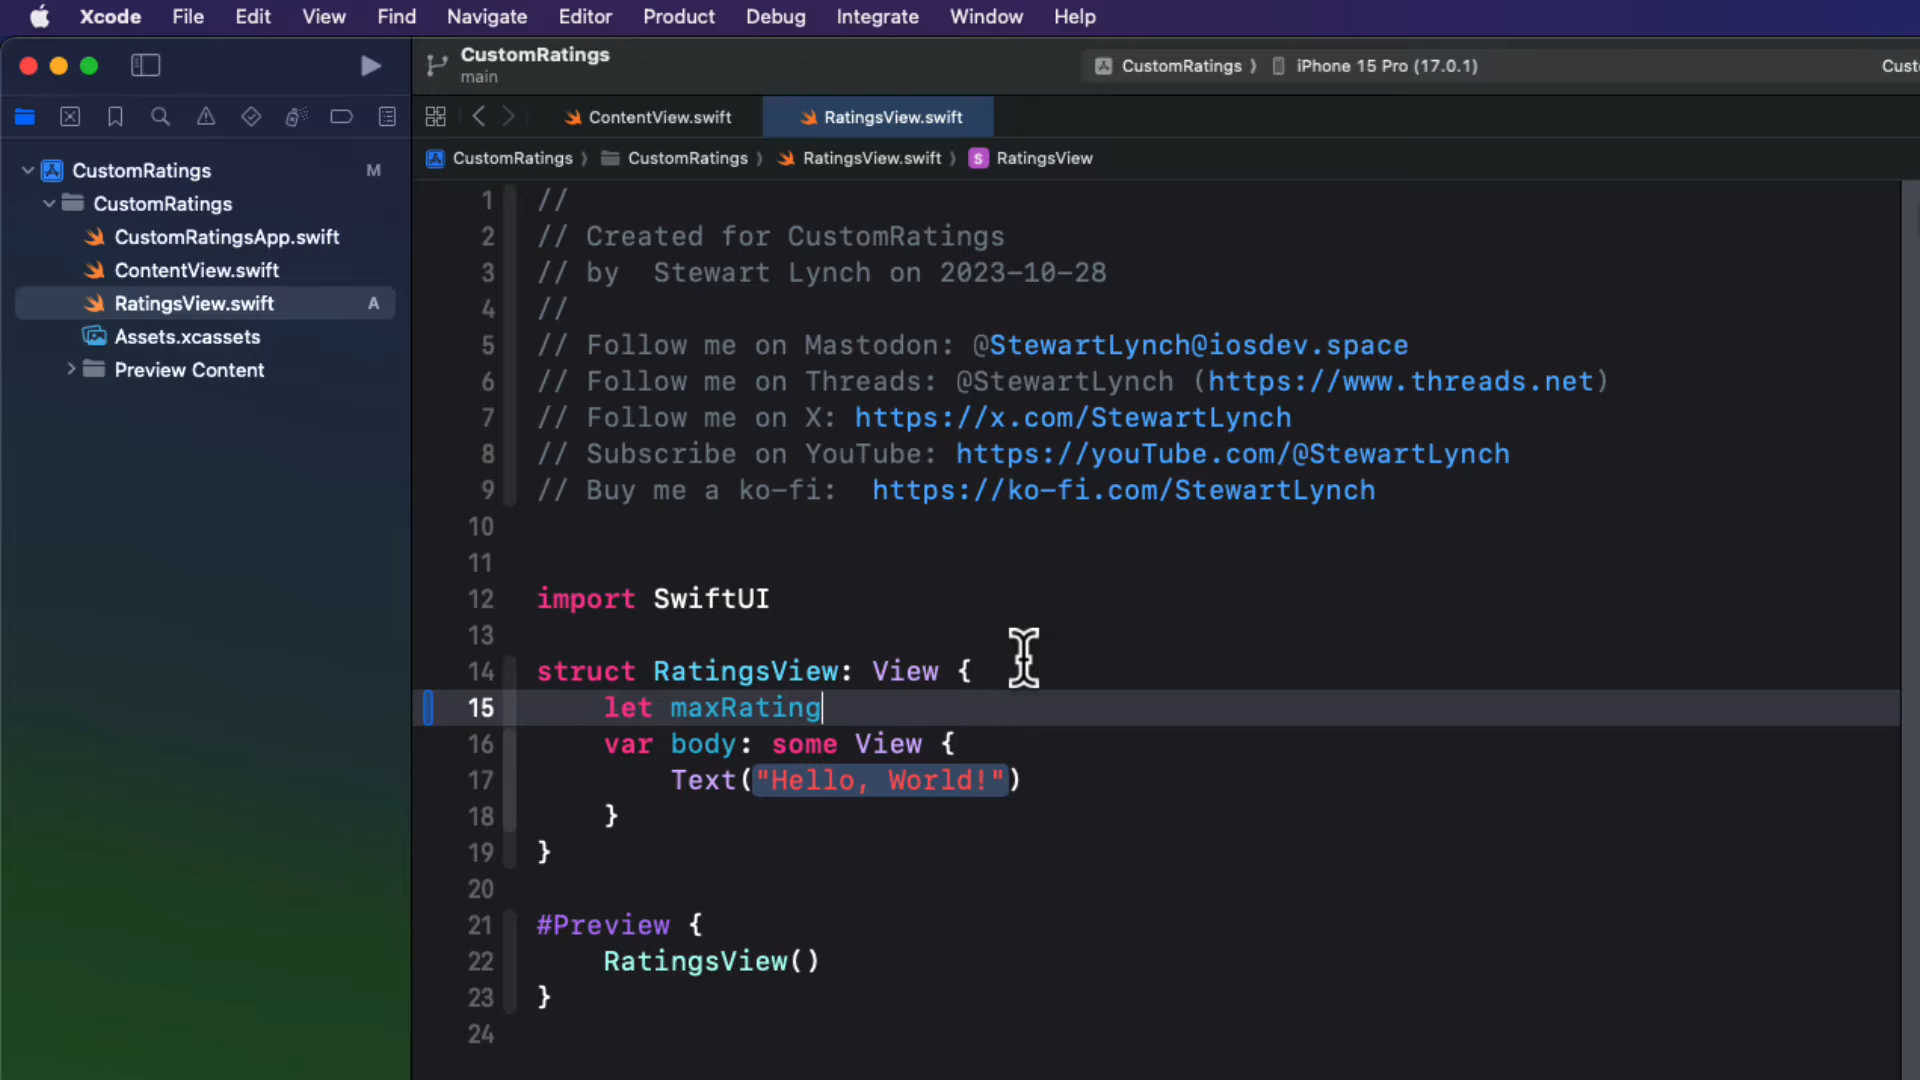 Xcode File Edit View Find Navigate Editor Product Debug Integrate Window Help
CustomRatings
main
CustomRatings iPhone 15 Pro (17.0.1)
Cust
ContentView.swift RatingsView.swift
CustomRatings CustomRatings RatingsView.swift S RatingsView
CustomRatings M
CustomRatings
CustomRatingsApp.swift
ContentView.swift
RatingsView.swift A
Assets.xcassets
Preview Content
1 //
2 // Created for CustomRatings
3 // by  Stewart Lynch on 2023-10-28
4 //
5 // Follow me on Mastodon: @StewartLynch@iosdev.space
6 // Follow me on Threads: @StewartLynch (https://www.threads.net)
7 // Follow me on X: https://x.com/StewartLynch
8 // Subscribe on YouTube: https://youTube.com/@StewartLynch
9 // Buy me a ko-fi:  https://ko-fi.com/StewartLynch
10
11
12 import SwiftUI
13
14 struct RatingsView: View {
15     let maxRating
16     var body: some View {
17         Text("Hello, World!")
18     }
19 }
20
21 #Preview {
22     RatingsView()
23 }
24